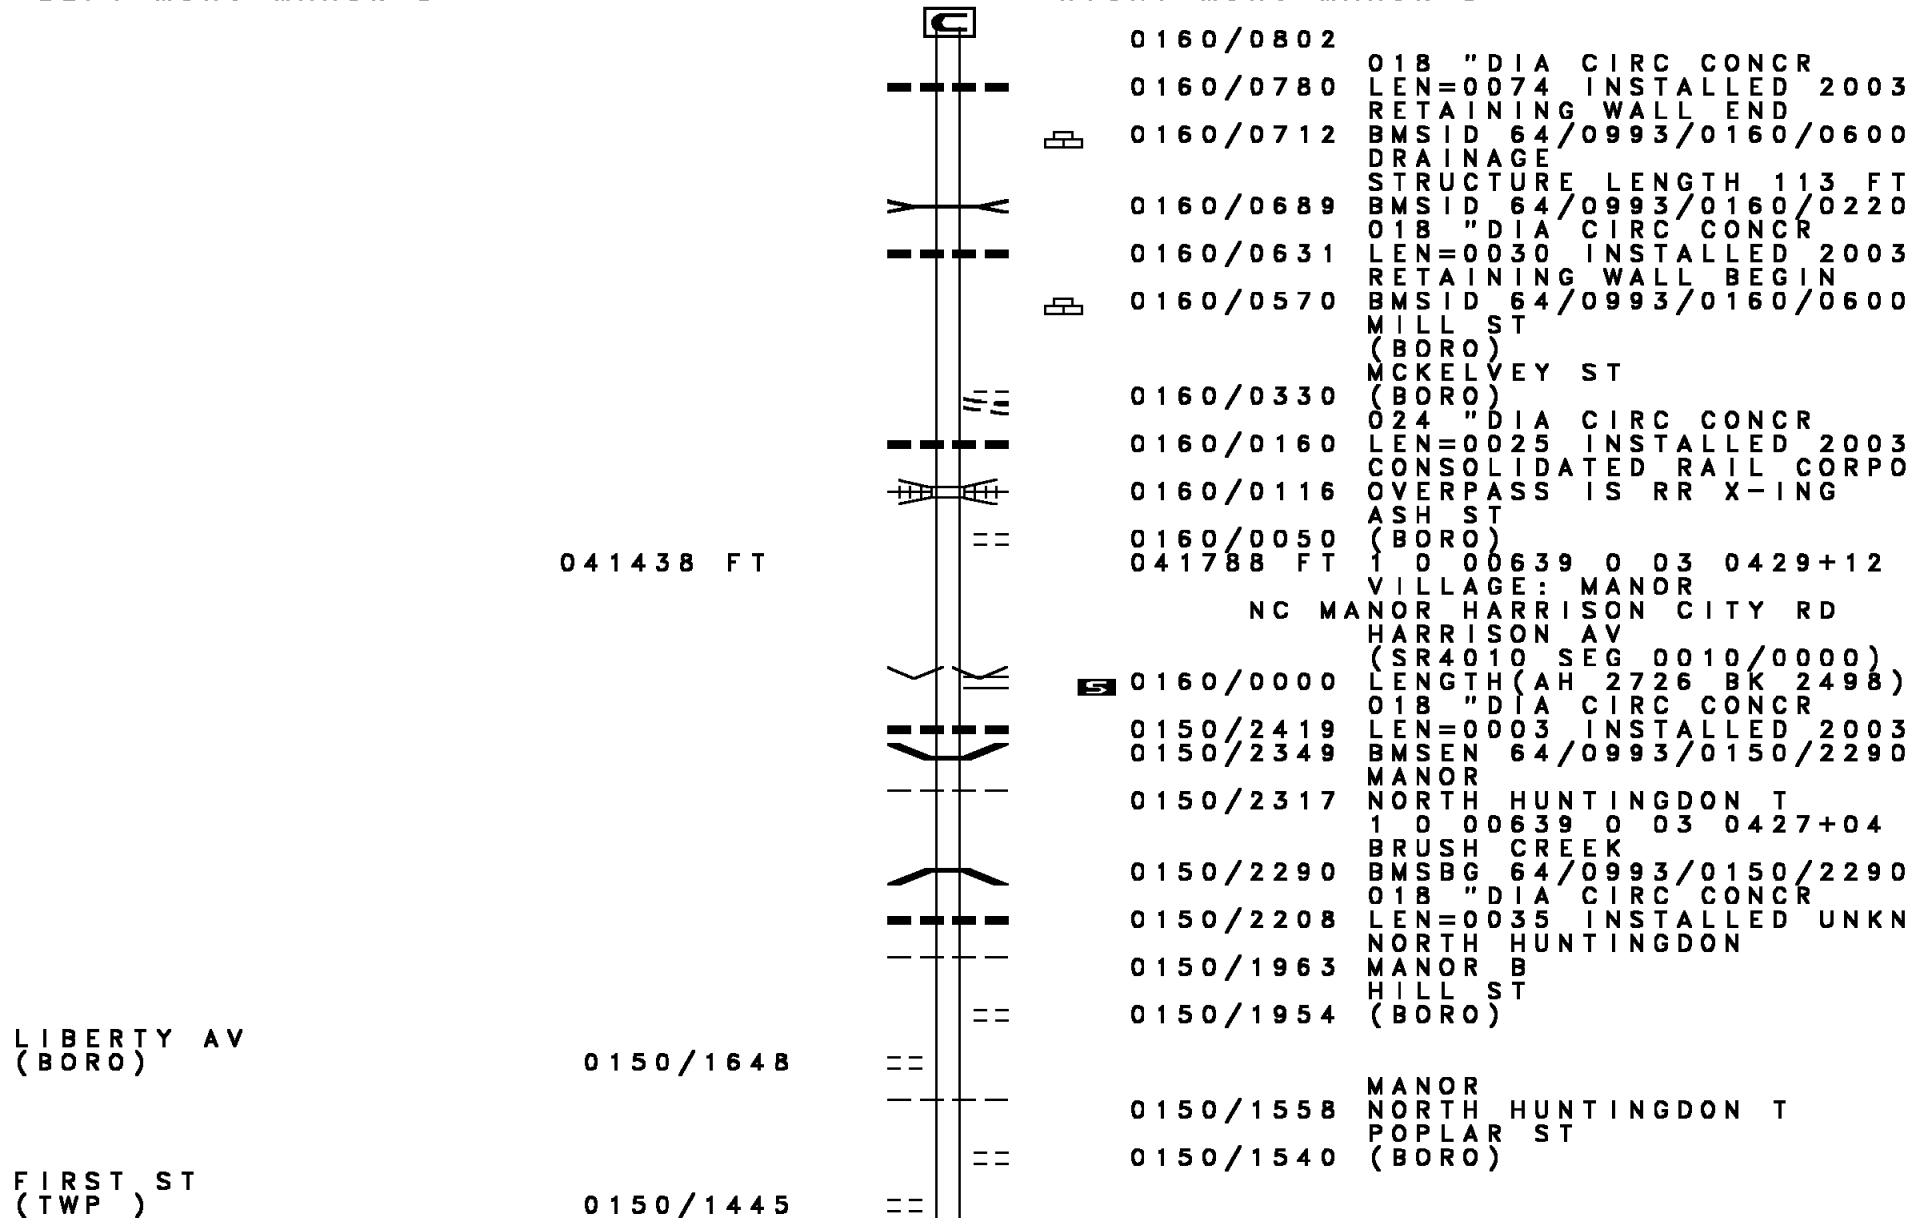 C
0160/0802
018 "DIA CIRC CONCR
0160/0780 LEN=0074 INSTALLED 2003
RETAINING WALL END
0160/0712 BMSID 64/0993/0160/0600
DRAINAGE
STRUCTURE LENGTH 113 FT
0160/0689 BMSID 64/0993/0160/0220
018 "DIA CIRC CONCR
0160/0631 LEN=0030 INSTALLED 2003
RETAINING WALL BEGIN
0160/0570 BMSID 64/0993/0160/0600
MILL ST
(BORO)
MCKELVEY ST
0160/0330 (BORO)
024 "DIA CIRC CONCR
0160/0160 LEN=0025 INSTALLED 2003
CONSOLIDATED RAIL CORPO
0160/0116 OVERPASS IS RR X-ING
ASH ST
0160/0050 (BORO)
041438 FT 041788 FT 1 0 00639 0 03 0429+12
VILLAGE: MANOR
NC MANOR HARRISON CITY RD
HARRISON AV
(SR4010 SEG 0010/0000)
S 0160/0000 LENGTH(AH 2726 BK 2498)
018 "DIA CIRC CONCR
0150/2419 LEN=0003 INSTALLED 2003
0150/2349 BMSEN 64/0993/0150/2290
MANOR
0150/2317 NORTH HUNTINGDON T
1 0 00639 0 03 0427+04
BRUSH CREEK
0150/2290 BMSBG 64/0993/0150/2290
018 "DIA CIRC CONCR
0150/2208 LEN=0035 INSTALLED UNKN
NORTH HUNTINGDON
0150/1963 MANOR B
HILL ST
0150/1954 (BORO)
LIBERTY AV
(BORO) 0150/1648
MANOR
0150/1558 NORTH HUNTINGDON T
POPLAR ST
0150/1540 (BORO)
FIRST ST
(TWP ) 0150/1445